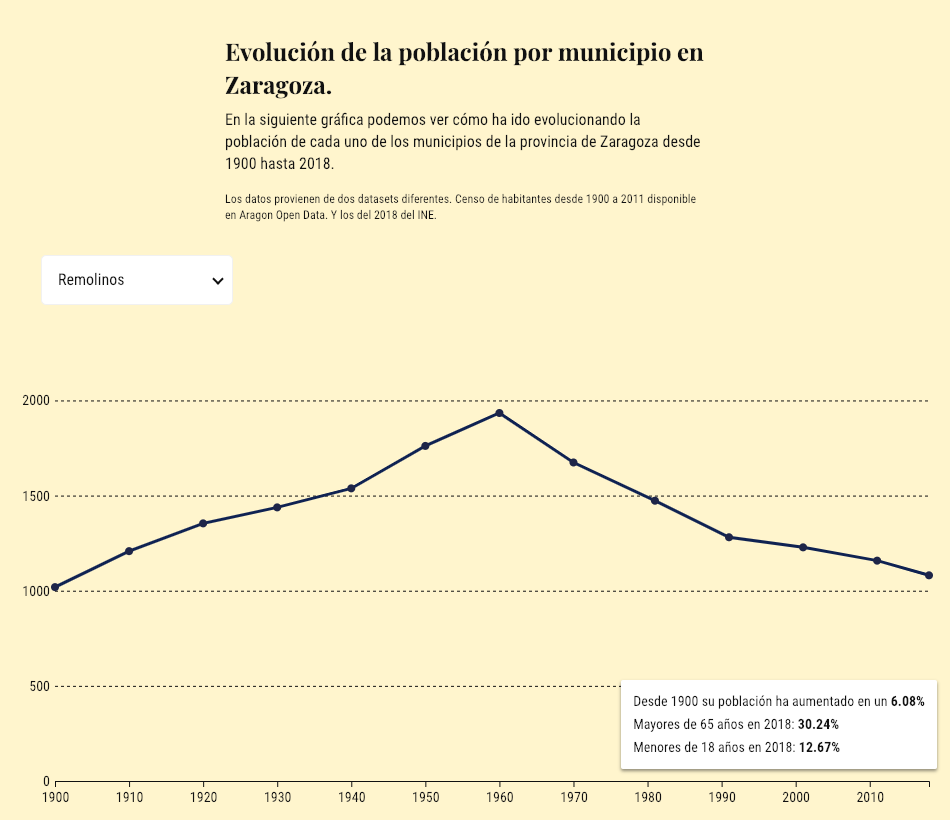 Evolución de la población por municipio en
Zaragoza.
En la siguiente gráfica podemos ver cómo ha ido evolucionando la
población de cada uno de los municipios de la provincia de Zaragoza desde
1900 hasta 2018.
Los datos provienen de dos datasets diferentes. Censo de habitantes desde 1900 a 2011 disponible
en Aragon Open Data. Y los del 2018 del INE.
Remolinos
2000
1500
1000
500
Desde 1900 su población ha aumentado en un 6.08%
Mayores de 65 años en 2018: 30.24%
Menores de 18 años en 2018: 12.67%
0
1900 1910 1920 1930 1940 1950 1960 1970 1980 1990 2000 2010